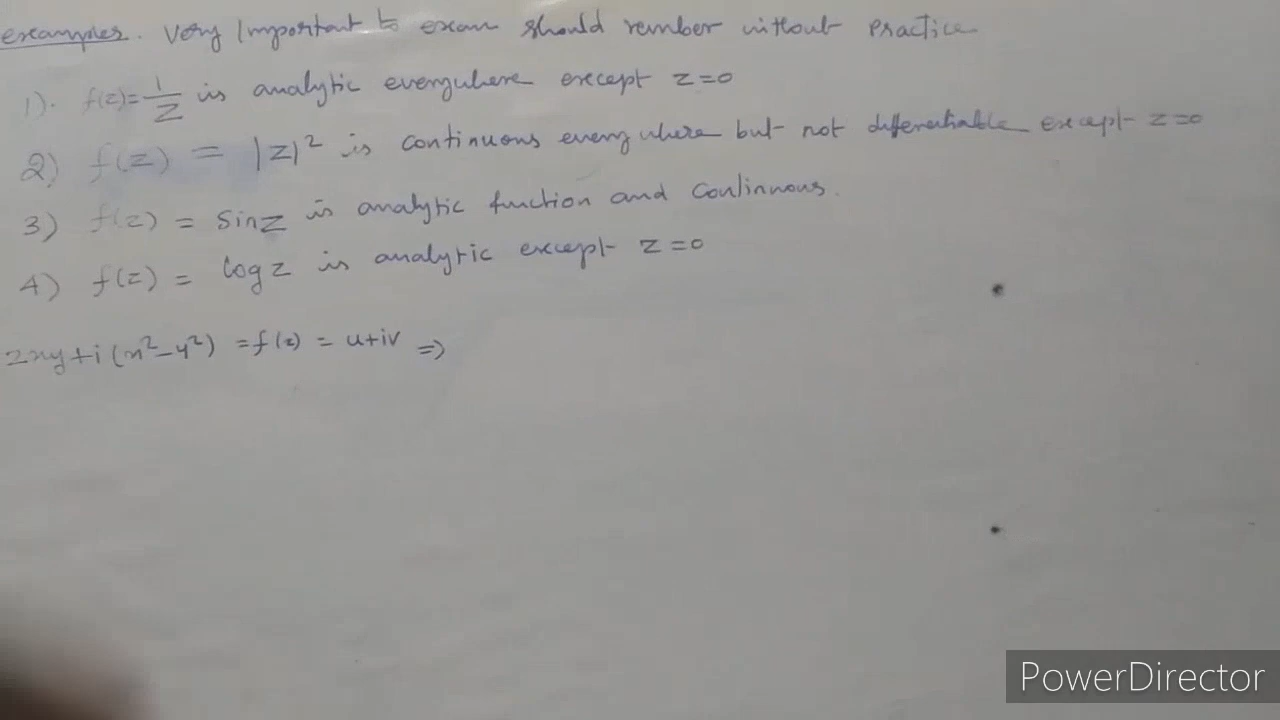 examples. Very Important to exam should rember without Practice
1). f(z)=1/z is analytic everywhere except z=0
2) f(z) = |z|² is continuous everywhere but not differentiable except z=0
3) f(z) = sinz is analytic function and continuous.
4) f(z) = logz is analytic except z=0
2xy+i(x²-y²) =f(z) = u+iv ⇒
PowerDirector